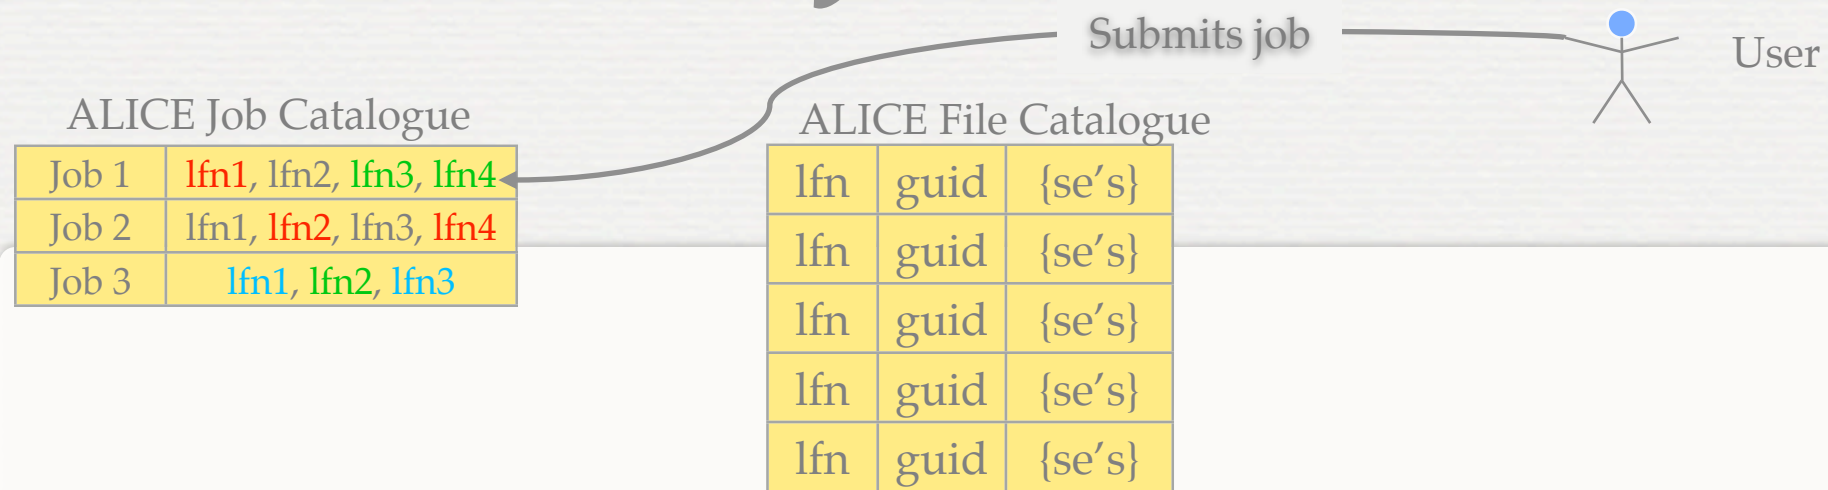 Submits job
User
ALICE Job Catalogue
Job 1 lfn1, lfn2, lfn3, lfn4
Job 2 lfn1, lfn2, lfn3, lfn4
Job 3 lfn1, lfn2, lfn3
ALICE File Catalogue
lfn guid {se's}
lfn guid {se's}
lfn guid {se's}
lfn guid {se's}
lfn guid {se's}